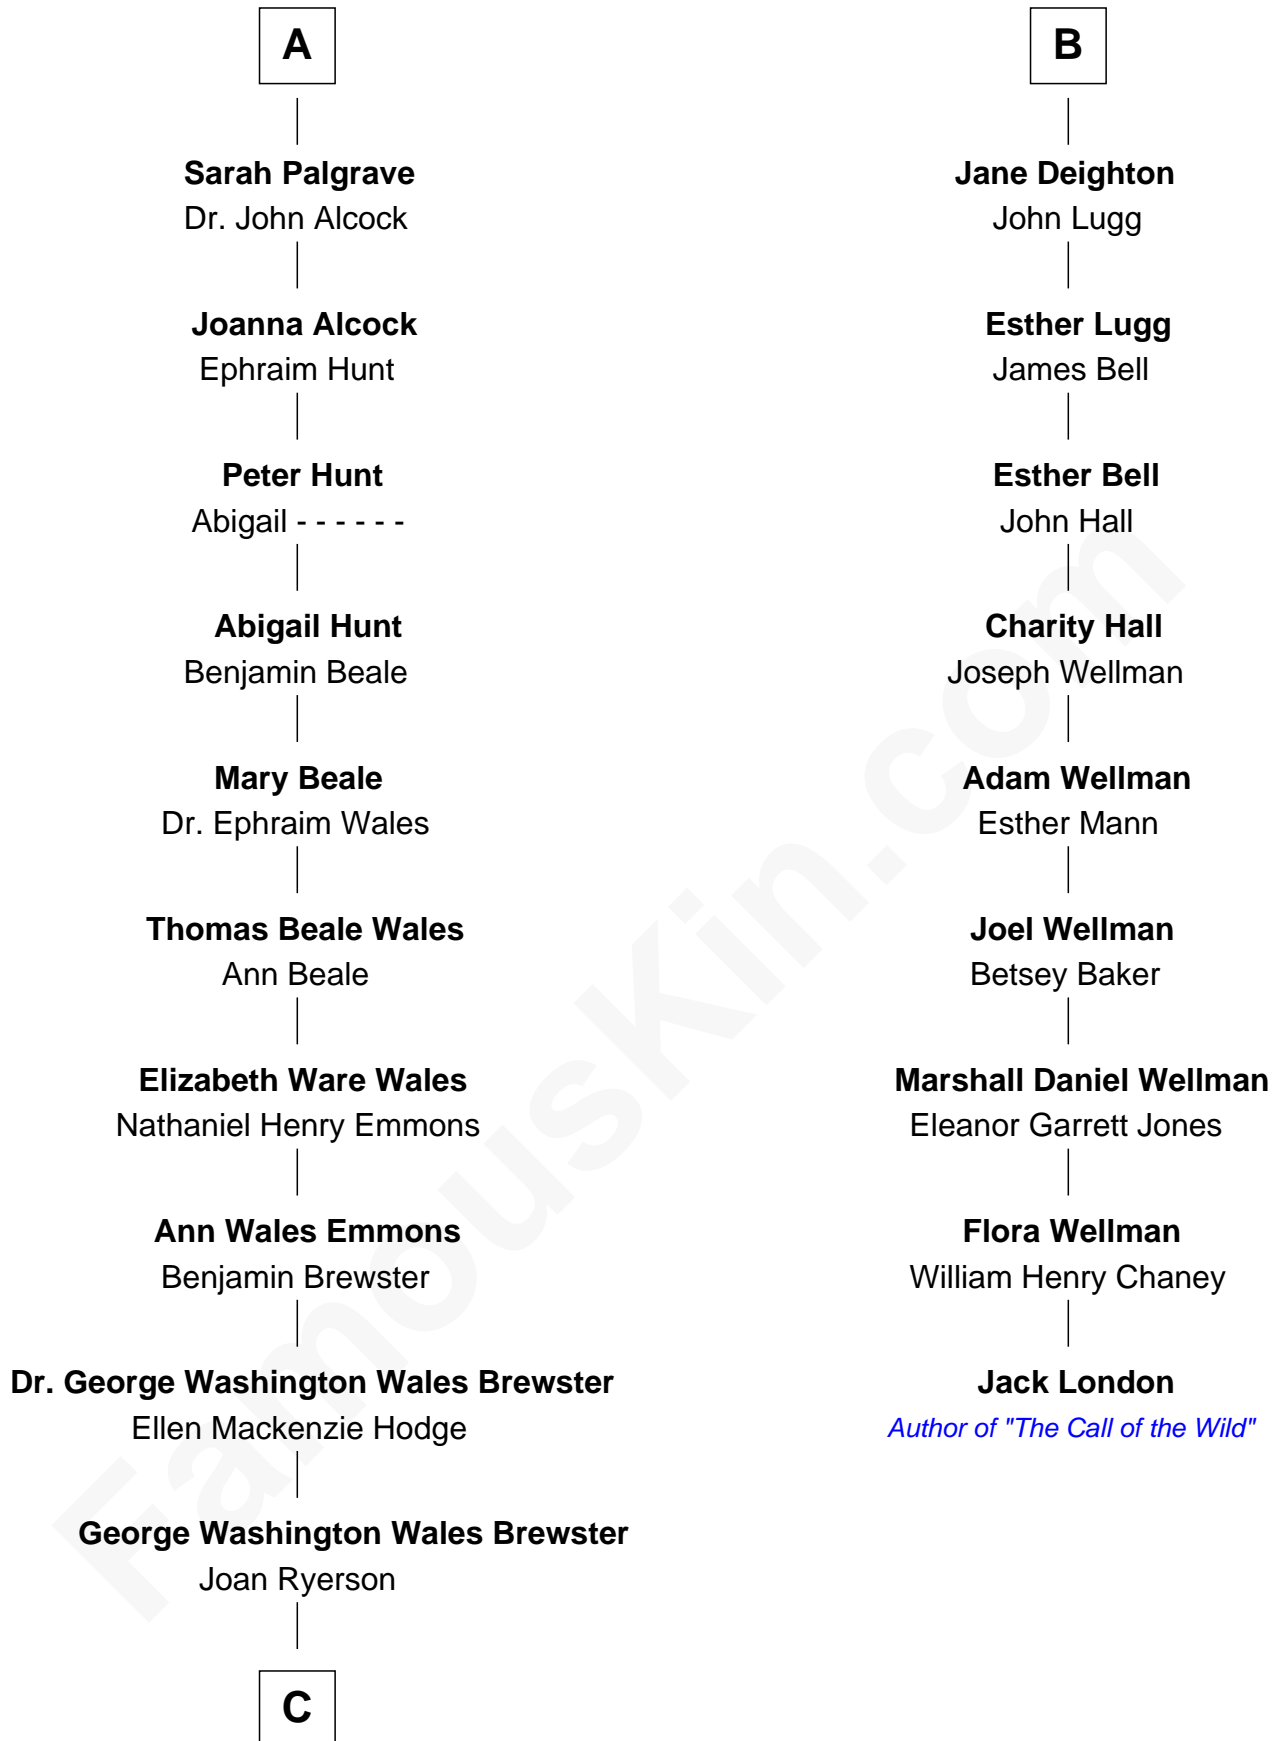 A
Sarah Palgrave
Dr. John Alcock
Joanna Alcock
Ephraim Hunt
Peter Hunt
Abigail - - - - - -
Abigail Hunt
Benjamin Beale
Mary Beale
Dr. Ephraim Wales
Thomas Beale Wales
Ann Beale
Elizabeth Ware Wales
Nathaniel Henry Emmons
Ann Wales Emmons
Benjamin Brewster
Dr. George Washington Wales Brewster
Ellen Mackenzie Hodge
George Washington Wales Brewster
Joan Ryerson
C
B
Jane Deighton
John Lugg
Esther Lugg
James Bell
Esther Bell
John Hall
Charity Hall
Joseph Wellman
Adam Wellman
Esther Mann
Joel Wellman
Betsey Baker
Marshall Daniel Wellman
Eleanor Garrett Jones
Flora Wellman
William Henry Chaney
Jack London
Author of "The Call of the Wild"
FamousKin.com